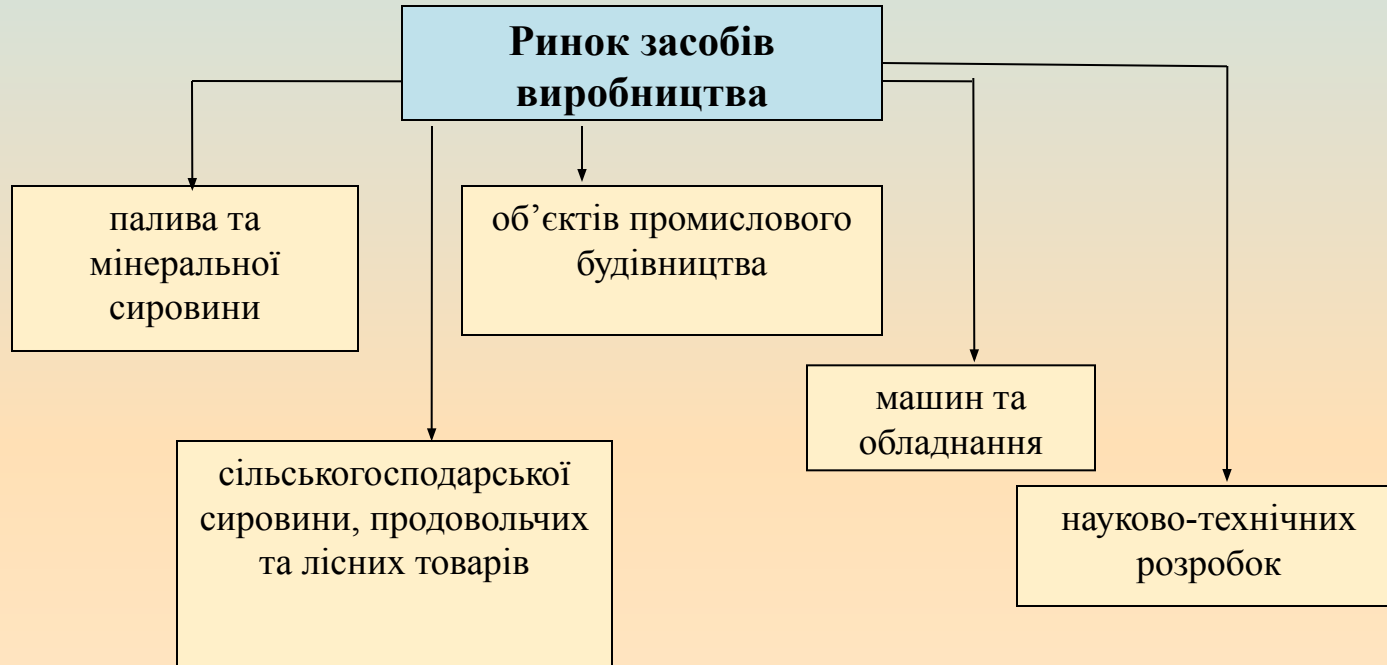 Ринок засобів
виробництва
палива та
мінеральної
сировини
об’єктів промислового
будівництва
машин та
обладнання
сільськогосподарської
сировини, продовольчих
та лісних товарів
науково-технічних
розробок